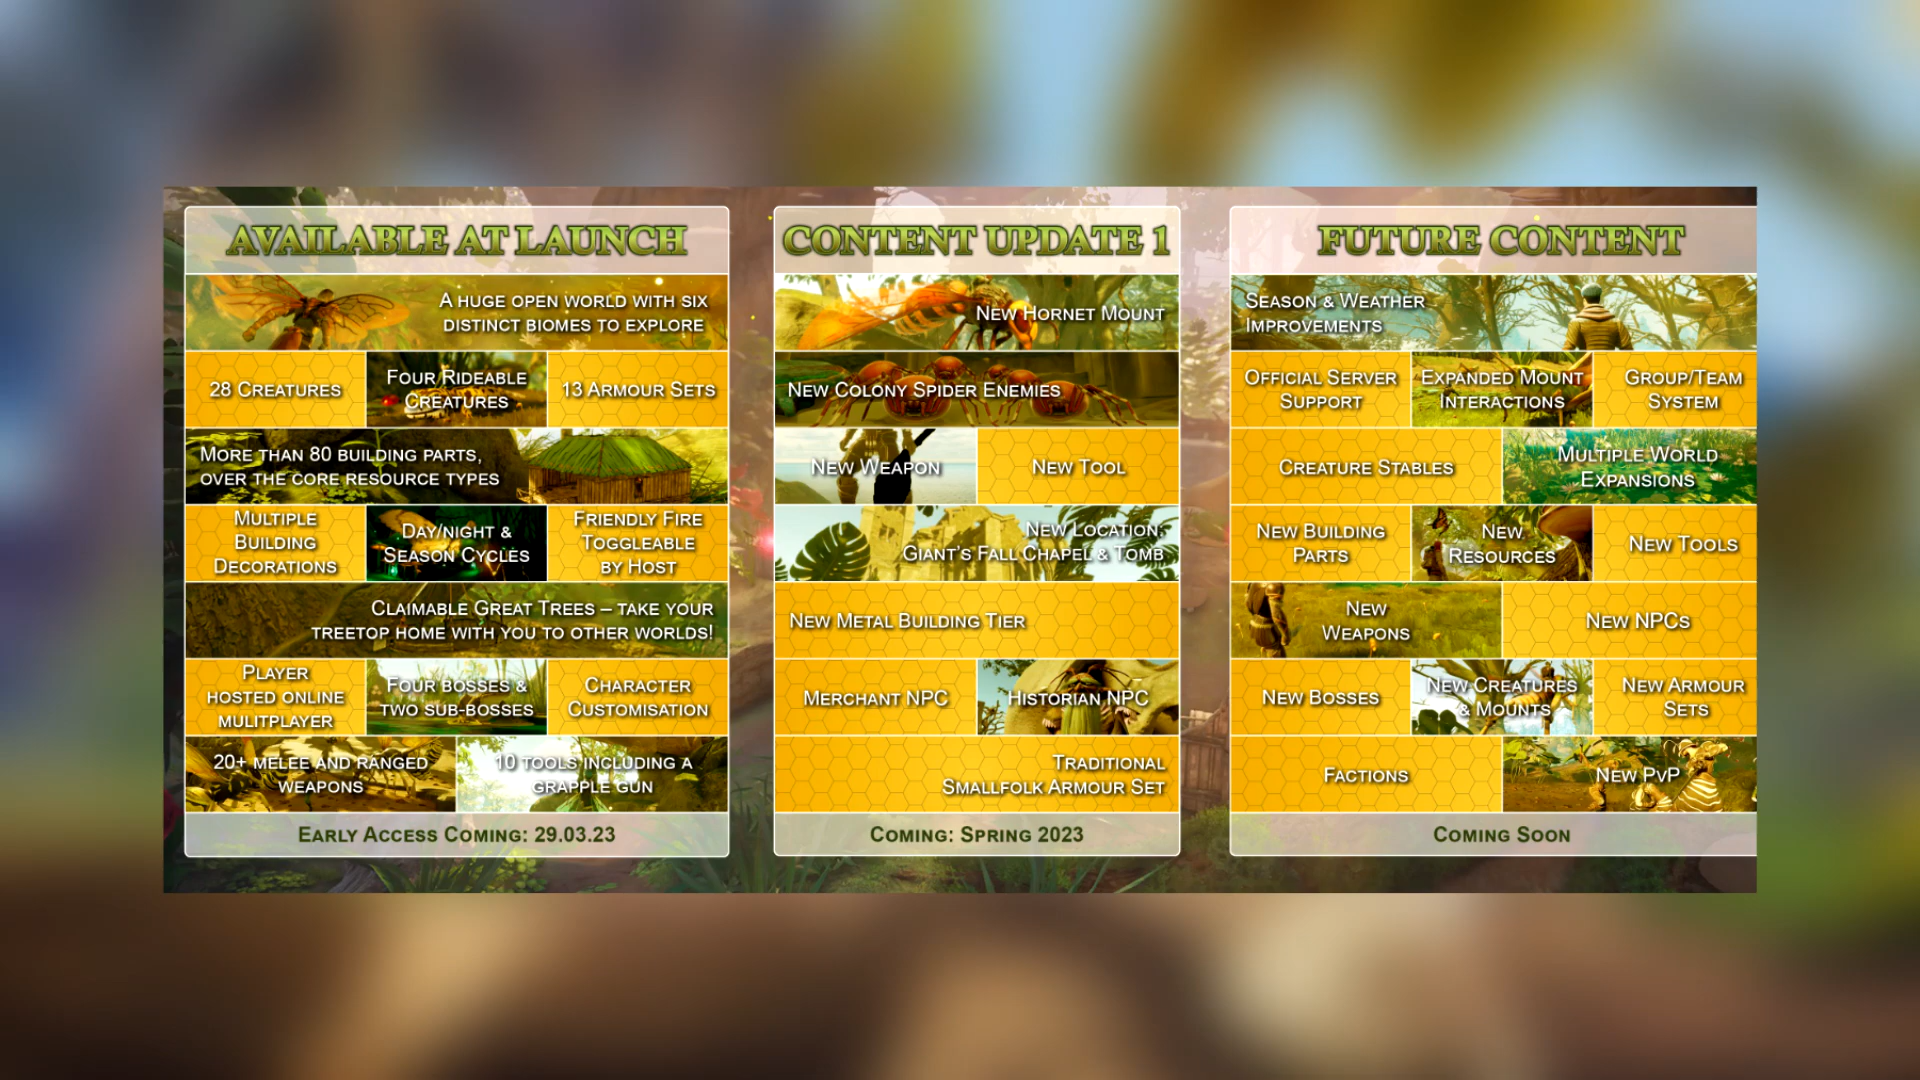 AVAILABLE AT LAUNCH
A HUGE OPEN WORLD WITH SIX
DISTINCT BIOMES TO EXPLORE
28 CREATURES
FOUR RIDEABLE
CREATURES
13 ARMOUR SETS
MORE THAN 80 BUILDING PARTS,
OVER THE CORE RESOURCE TYPES
MULTIPLE
BUILDING
DECORATIONS
DAY/NIGHT &
SEASON CYCLES
FRIENDLY FIRE
TOGGLEABLE
BY HOST
CLAIMABLE GREAT TREES – TAKE YOUR
TREETOP HOME WITH YOU TO OTHER WORLDS!
PLAYER
HOSTED ONLINE
MULITPLAYER
FOUR BOSSES &
TWO SUB-BOSSES
CHARACTER
CUSTOMISATION
20+ MELEE AND RANGED
WEAPONS
10 TOOLS INCLUDING A
GRAPPLE GUN
EARLY ACCESS COMING: 29.03.23
CONTENT UPDATE 1
NEW HORNET MOUNT
NEW COLONY SPIDER ENEMIES
NEW WEAPON
NEW TOOL
NEW LOCATION:
GIANT'S FALL CHAPEL & TOMB
NEW METAL BUILDING TIER
MERCHANT NPC
HISTORIAN NPC
TRADITIONAL
SMALLFOLK ARMOUR SET
COMING: SPRING 2023
FUTURE CONTENT
SEASON & WEATHER
IMPROVEMENTS
OFFICIAL SERVER
SUPPORT
EXPANDED MOUNT
INTERACTIONS
GROUP/TEAM
SYSTEM
CREATURE STABLES
MULTIPLE WORLD
EXPANSIONS
NEW BUILDING
PARTS
NEW
RESOURCES
NEW TOOLS
NEW
WEAPONS
NEW NPCS
NEW BOSSES
NEW CREATURES
& MOUNTS
NEW ARMOUR
SETS
FACTIONS
NEW PVP
COMING SOON